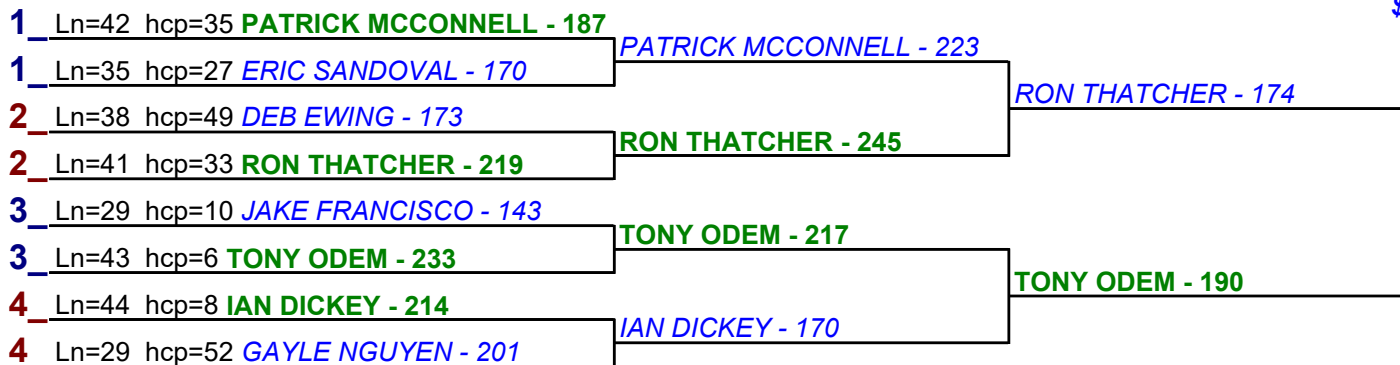 1_ Ln=42 hcp=35 PATRICK MCCONNELL - 187
1_ Ln=35 hcp=27 ERIC SANDOVAL - 170
2_ Ln=38 hcp=49 DEB EWING - 173
2_ Ln=41 hcp=33 RON THATCHER - 219
3_ Ln=29 hcp=10 JAKE FRANCISCO - 143
3_ Ln=43 hcp=6 TONY ODEM - 233
4_ Ln=44 hcp=8 IAN DICKEY - 214
4 Ln=29 hcp=52 GAYLE NGUYEN - 201
PATRICK MCCONNELL - 223
RON THATCHER - 245
TONY ODEM - 217
IAN DICKEY - 170
RON THATCHER - 174
TONY ODEM - 190